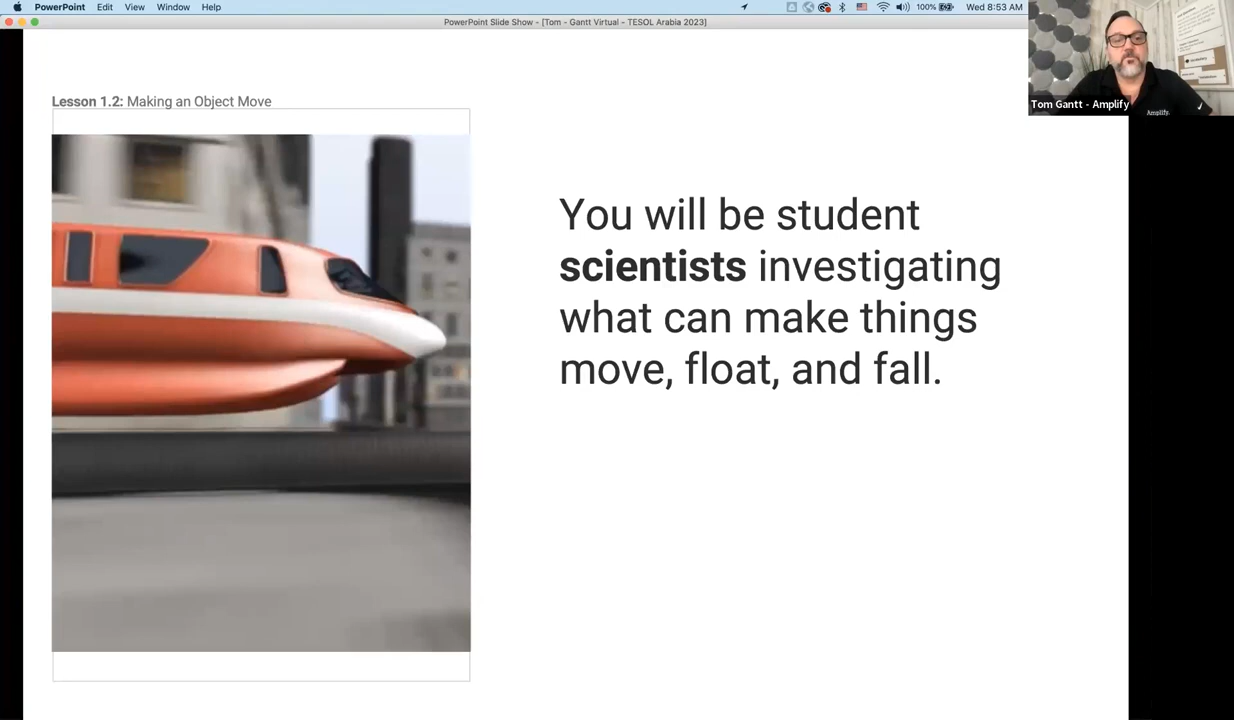 PowerPoint Edit View Window Help 100% Wed 8:53 AM
PowerPoint Slide Show - [Tom - Gantt Virtual - TESOL Arabia 2023]
Lesson 1.2: Making an Object Move
You will be student
scientists investigating
what can make things
move, float, and fall.
Tom Gantt - Amplify
Amplify.